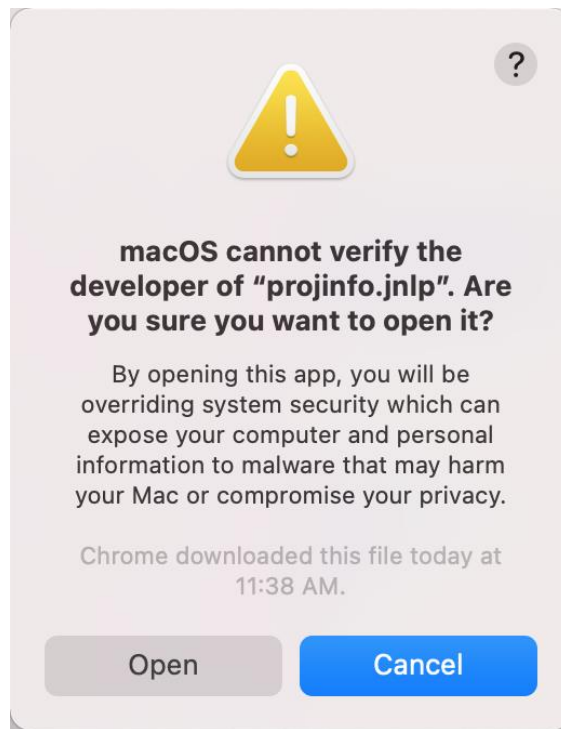 ?
macOS cannot verify the
developer of “projinfo.jnlp”. Are
you sure you want to open it?
By opening this app, you will be
overriding system security which can
expose your computer and personal
information to malware that may harm
your Mac or compromise your privacy.
Chrome downloaded this file today at
11:38 AM.
Open
Cancel